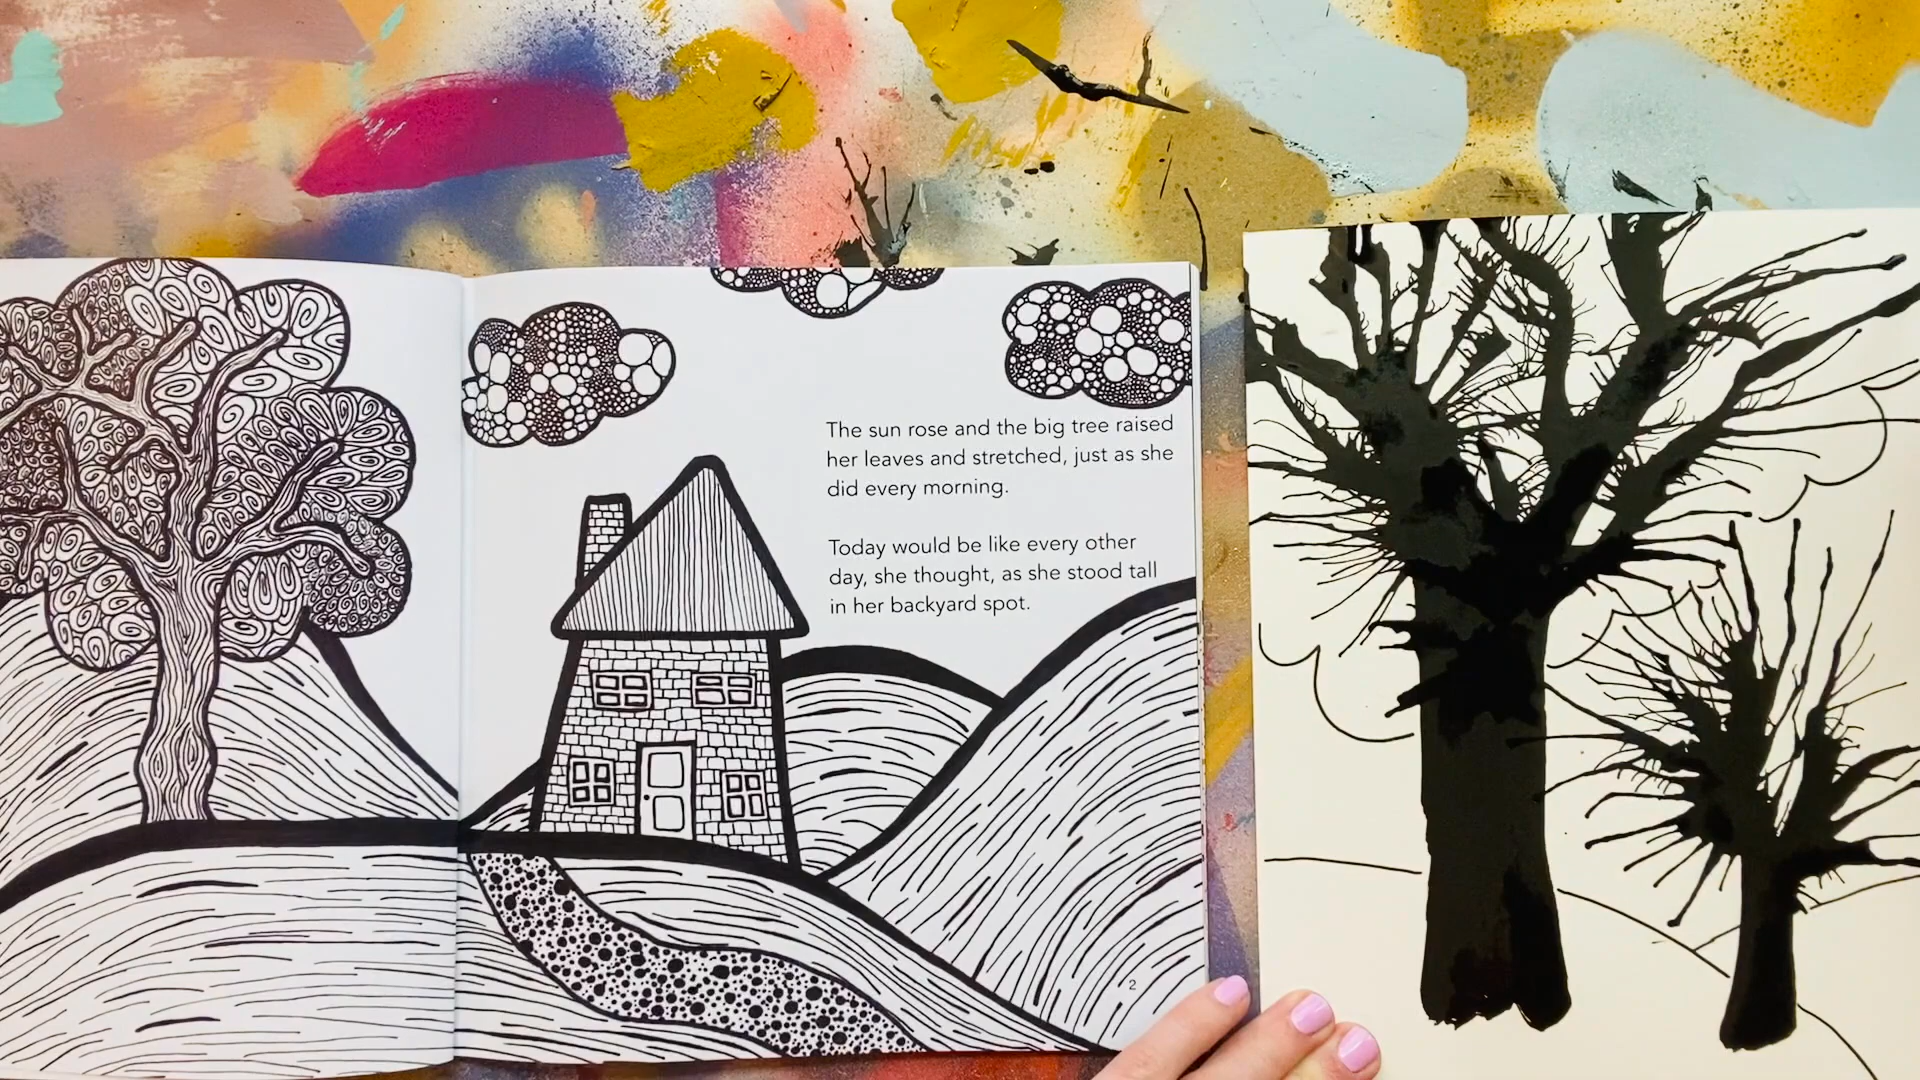 The sun rose and the big tree raised
her leaves and stretched, just as she
did every morning.
Today would be like every other
day, she thought, as she stood tall
in her backyard spot.
2